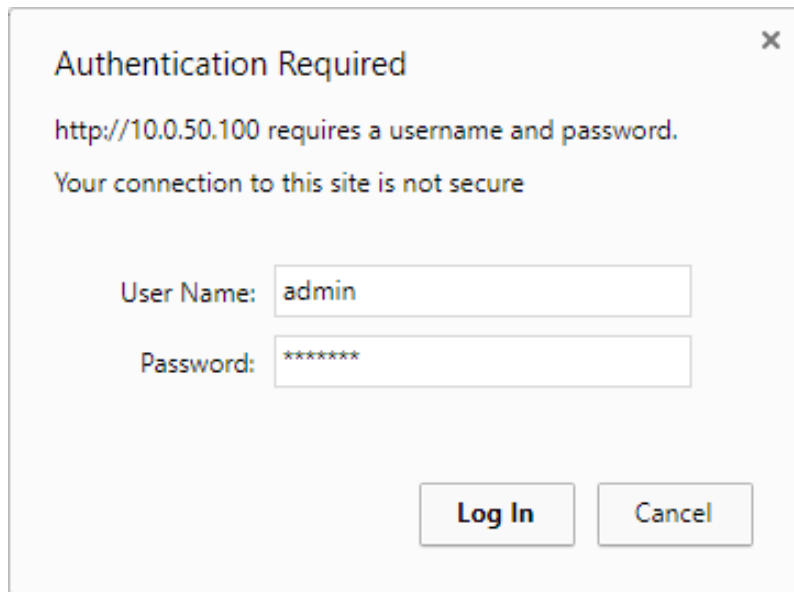 Authentication Required
http://10.0.50.100 requires a username and password.
Your connection to this site is not secure
User Name: admin
Password: *******
Log In Cancel